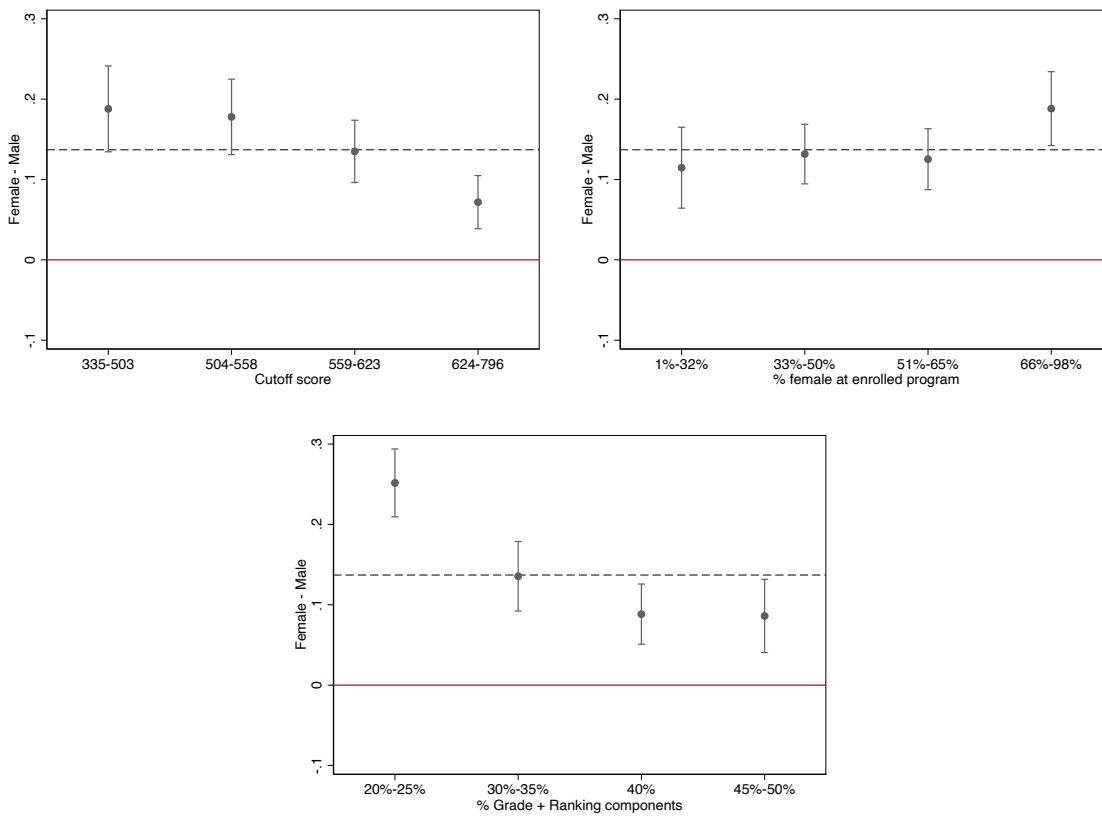 .3
.2
.1
0
-.1
Female - Male
335-503 504-558 559-623 624-796
Cutoff score
.3
.2
.1
0
-.1
Female - Male
1%-32% 33%-50% 51%-65% 66%-98%
% female at enrolled program
.3
.2
.1
0
-.1
Female - Male
20%-25% 30%-35% 40% 45%-50%
% Grade + Ranking components